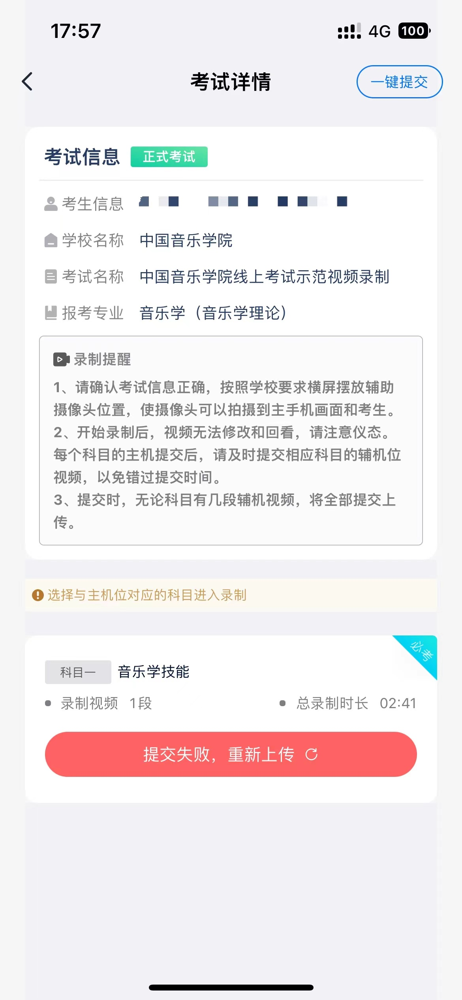 17:57
4G 100
考试详情
一键提交
考试信息 正式考试
考生信息
学校名称 中国音乐学院
考试名称 中国音乐学院线上考试示范视频录制
报考专业 音乐学（音乐学理论）
录制提醒
1、请确认考试信息正确，按照学校要求横屏摆放辅助
摄像头位置，使摄像头可以拍摄到主手机画面和考生。
2、开始录制后，视频无法修改和回看，请注意仪态。
每个科目的主机提交后，请及时提交相应科目的辅机位
视频，以免错过提交时间。
3、提交时，无论科目有几段辅机视频，将全部提交上
传。
选择与主机位对应的科目进入录制
必考
科目一 音乐学技能
录制视频 1段 总录制时长 02:41
提交失败，重新上传